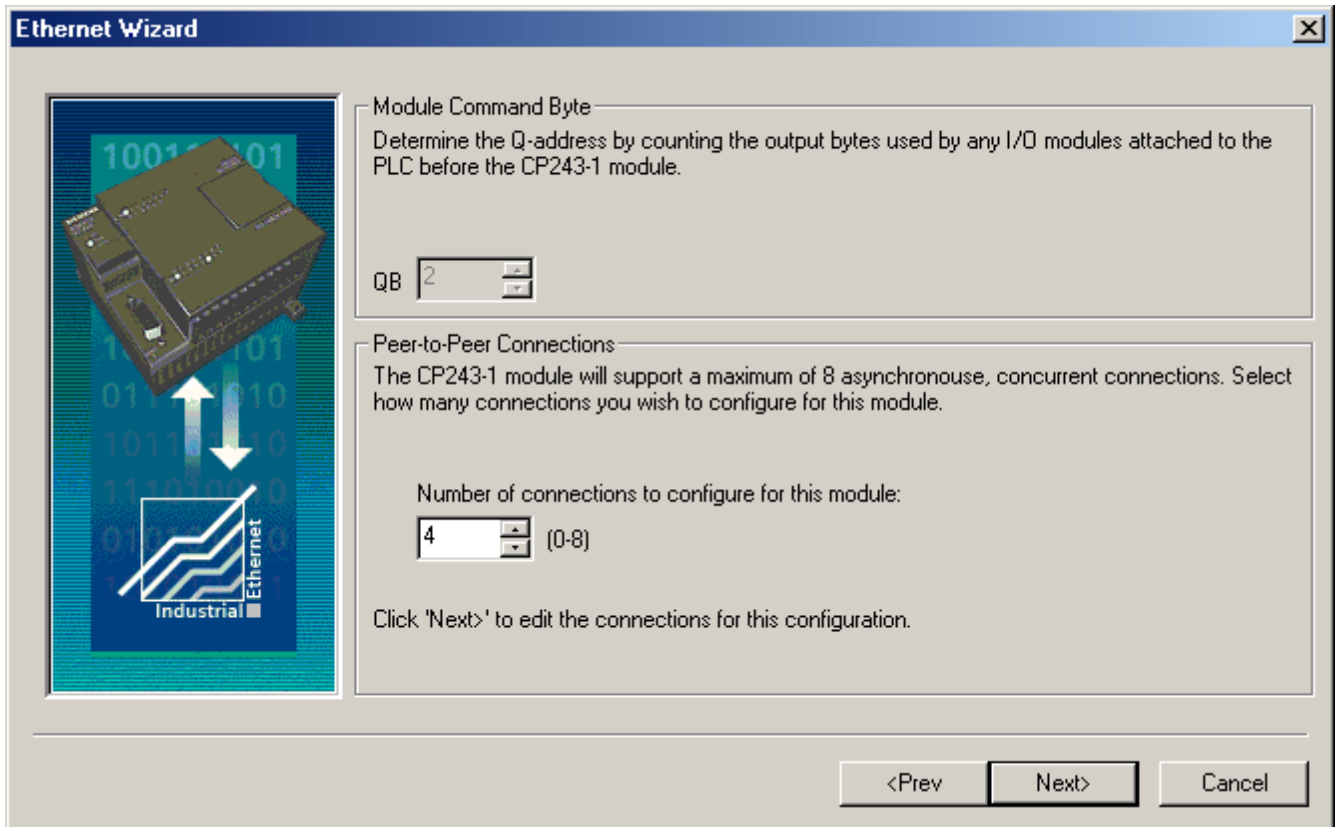 Ethernet Wizard
Module Command Byte
Determine the Q-address by counting the output bytes used by any I/O modules attached to the
PLC before the CP243-1 module.
QB 2
Peer-to-Peer Connections
The CP243-1 module will support a maximum of 8 asynchronouse, concurrent connections. Select
how many connections you wish to configure for this module.
Number of connections to configure for this module:
4 (0-8)
Click 'Next>' to edit the connections for this configuration.
Industrial
Ethernet
<Prev
Next>
Cancel